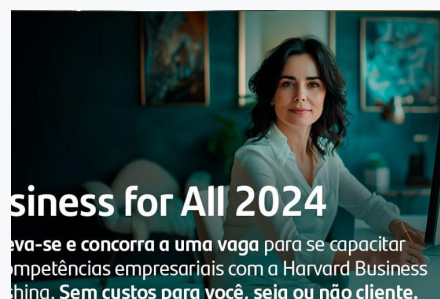 siness for All 2024
eva-se e concorra a uma vaga para se capacitar
ompetências empresariais com a Harvard Business
shing. Sem custos para você, seja ou não cliente.